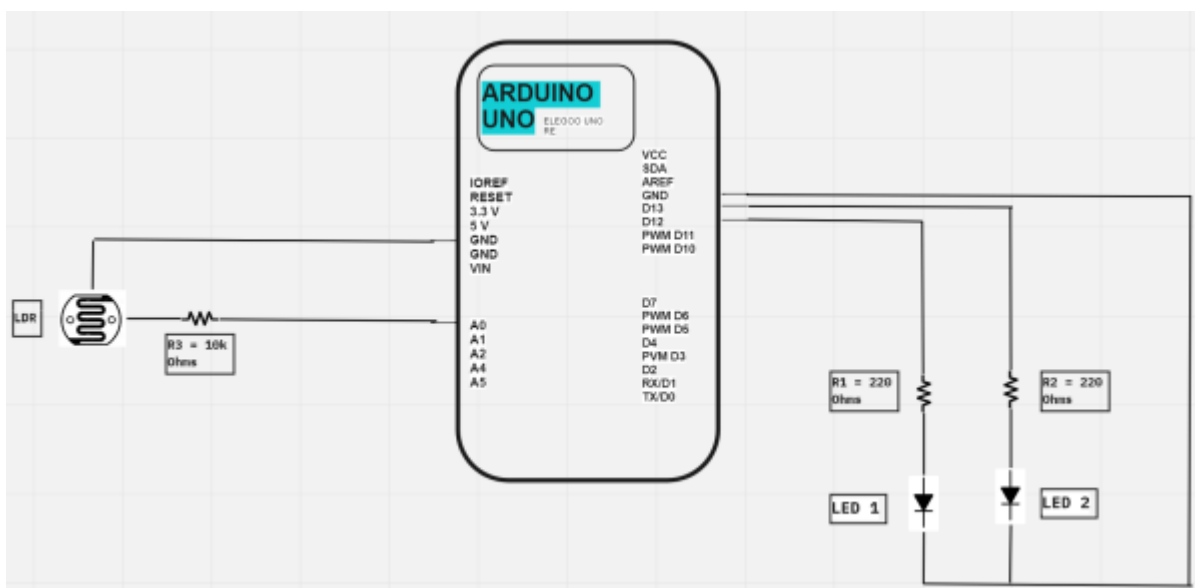 ARDUINO
UNO
ELEGOO UNO
RE
VCC
SDA
AREF
GND
D13
D12
PWM D11
PWM D10
IOREF
RESET
3.3 V
5 V
GND
GND
VIN
LDR
R3 = 10k
Ohms
A0
A1
A2
A4
A5
D7
PWM D6
PWM D5
D4
PVM D3
D2
RX/D1
TX/D0
R1 = 220
Ohms
R2 = 220
Ohms
LED 1
LED 2